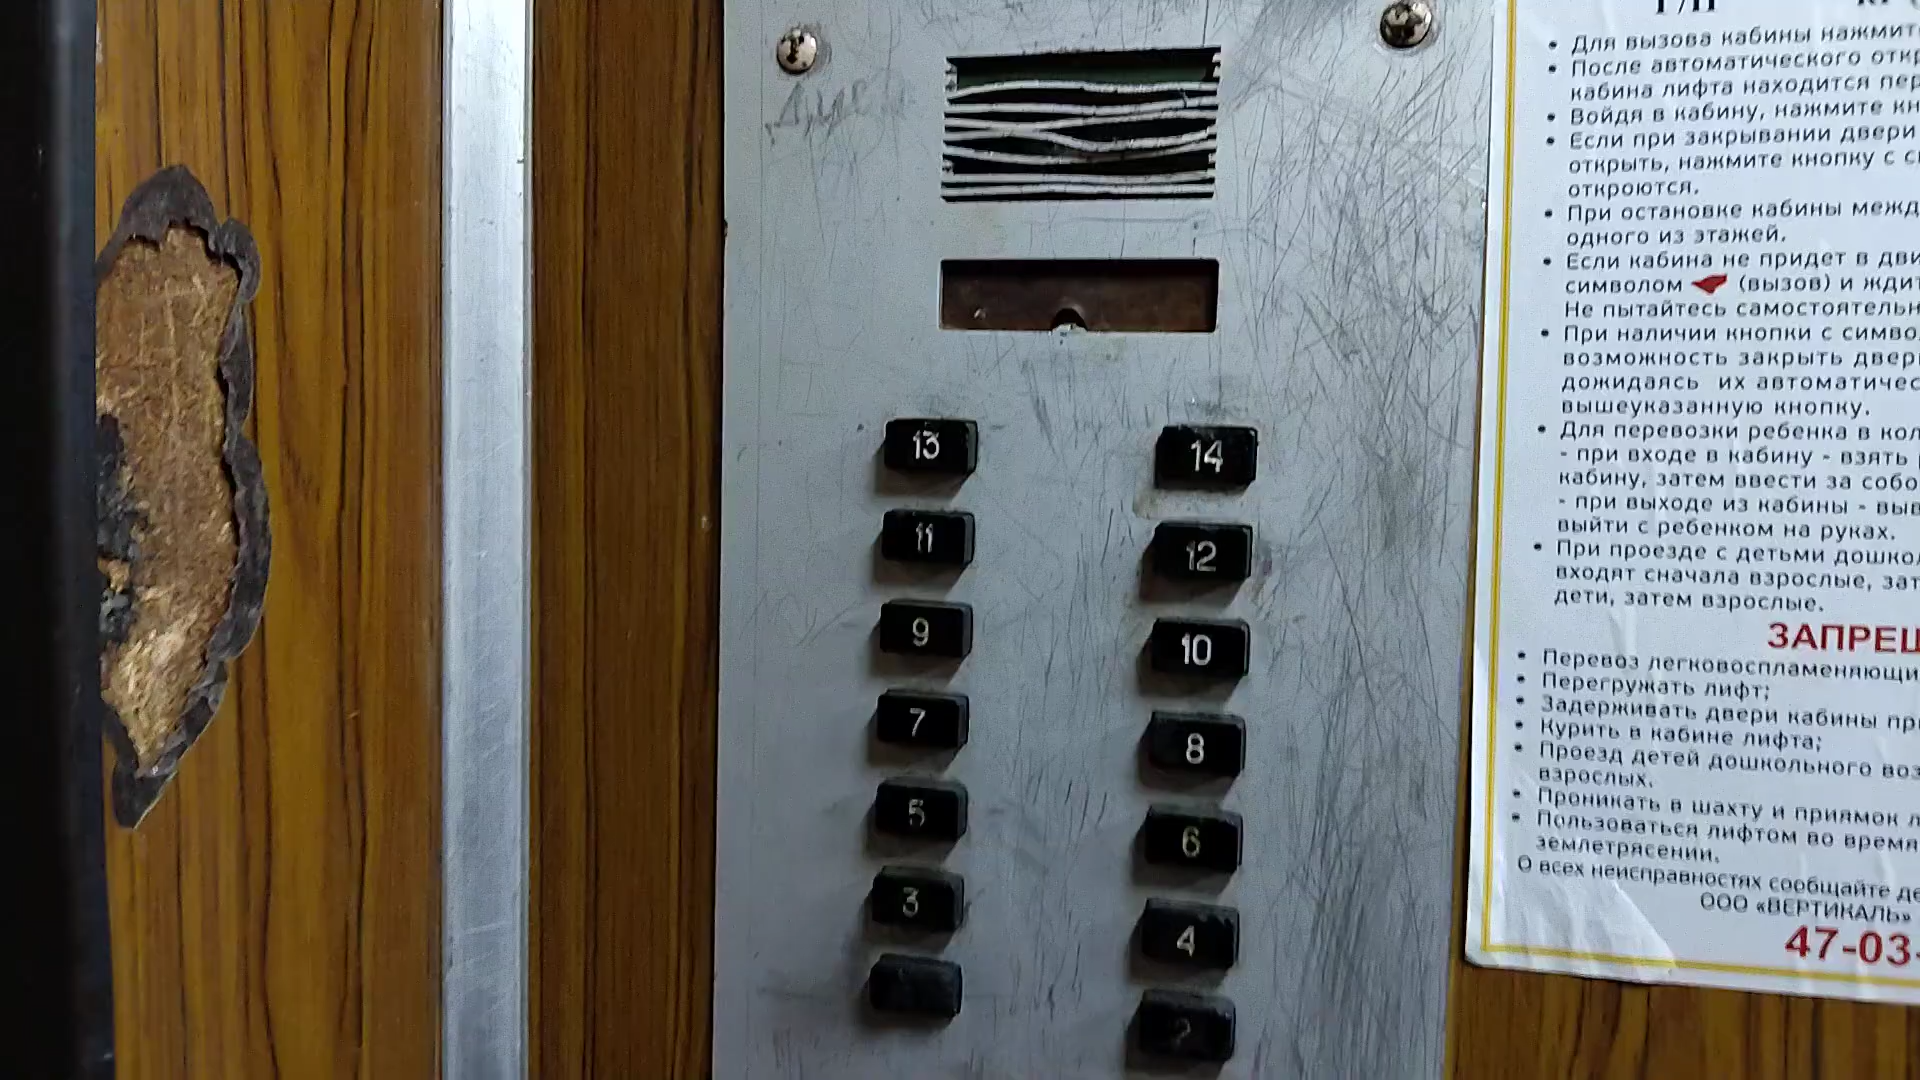 13
14
11
12
9
10
7
8
5
6
3
4
2
Г/П
• Для вызова кабины нажмит
• После автоматического откр
кабина лифта находится пер
• Войдя в кабину, нажмите кн
• Если при закрывании двери
открыть, нажмите кнопку с
откроются.
• При остановке кабины межд
одного из этажей.
• Если кабина не придет в дви
символом (вызов) и ждит
Не пытайтесь самостоятельн
• При наличии кнопки с симво
возможность закрыть двер
дожидаясь их автоматичес
вышеуказанную кнопку.
• Для перевозки ребенка в кол
- при входе в кабину - взять
кабину, затем ввести за собо
- при выходе из кабины - выв
выйти с ребенком на руках.
• При проезде с детьми дошкол
входят сначала взрослые, зат
дети, затем взрослые.
ЗАПРЕЩ
• Перевоз легковоспламеняющи
• Перегружать лифт;
• Задерживать двери кабины пр
• Курить в кабине лифта;
• Проезд детей дошкольного воз
взрослых.
• Проникать в шахту и приямок л
• Пользоваться лифтом во время
землетрясении.
О всех неисправностях сообщайте де
ООО «ВЕРТИКАЛЬ»
47-03-